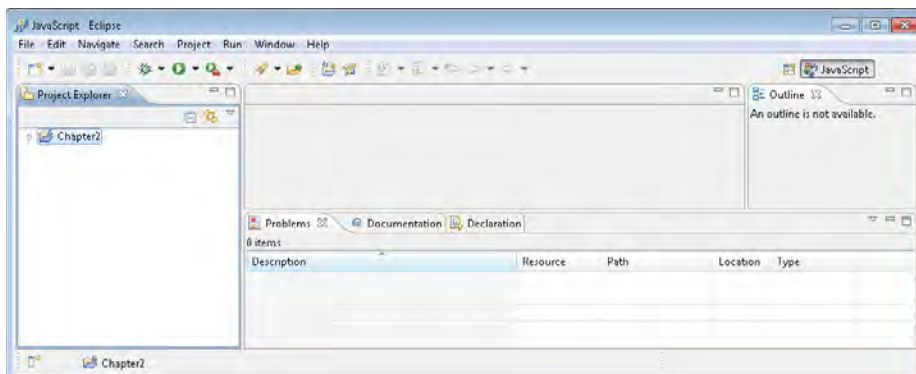 JavaScript - Eclipse
File Edit Navigate Search Project Run Window Help
JavaScript
Project Explorer
Outline
An outline is not available.
Chapter2
Problems
Documentation
Declaration
0 items
Description Resource Path Location Type
Chapter2